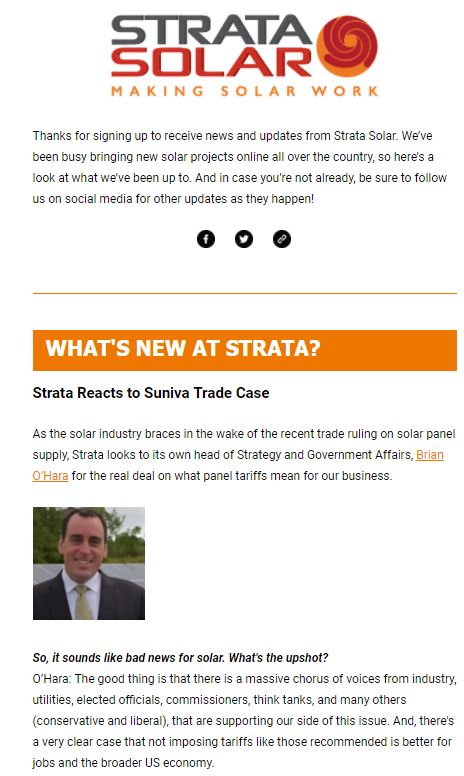 STRATA
SOLAR
MAKING SOLAR WORK
Thanks for signing up to receive news and updates from Strata Solar. We've
been busy bringing new solar projects online all over the country, so here's a
look at what we've been up to. And in case you're not already, be sure to follow
us on social media for other updates as they happen!
WHAT'S NEW AT STRATA?
Strata Reacts to Suniva Trade Case
As the solar industry braces in the wake of the recent trade ruling on solar panel
supply, Strata looks to its own head of Strategy and Government Affairs, Brian
O'Hara for the real deal on what panel tariffs mean for our business.
So, it sounds like bad news for solar. What's the upshot?
O'Hara: The good thing is that there is a massive chorus of voices from industry,
utilities, elected officials, commissioners, think tanks, and many others
(conservative and liberal), that are supporting our side of this issue. And, there's
a very clear case that not imposing tariffs like those recommended is better for
jobs and the broader US economy.